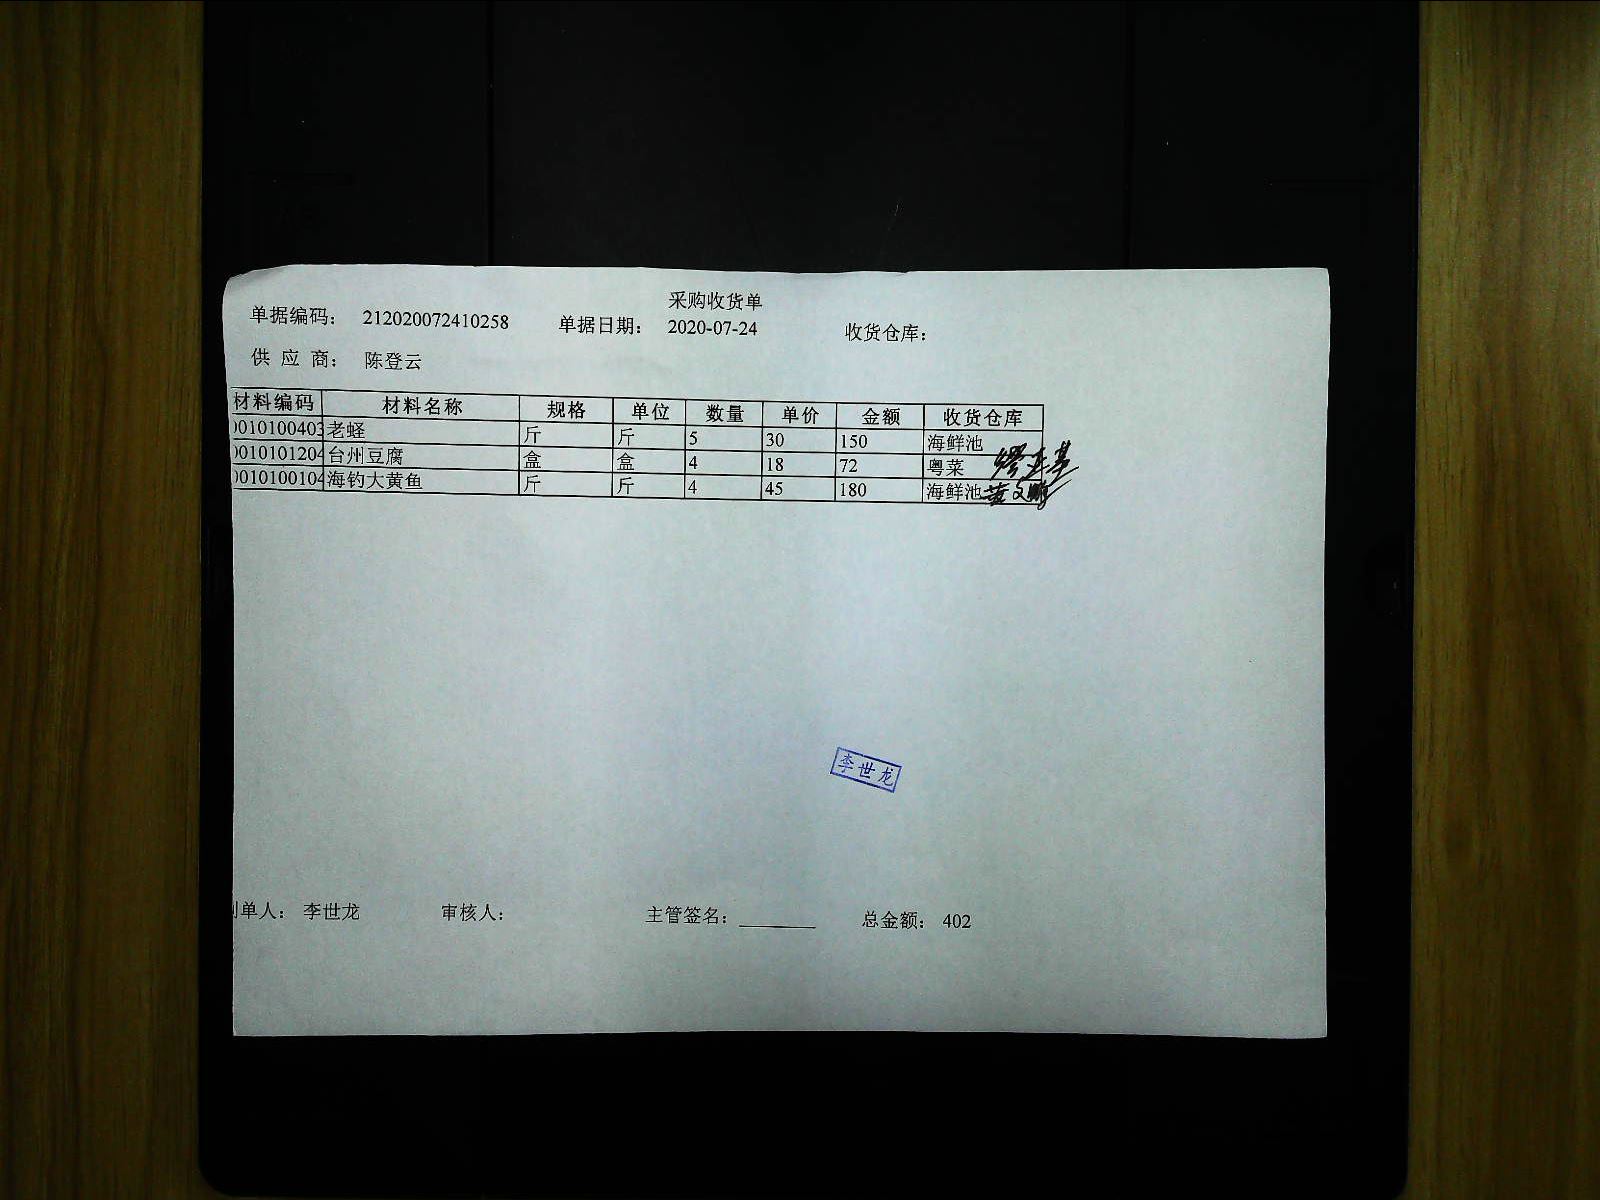 采购收货单
单据编码： 212020072410258 单据日期： 2020-07-24 收货仓库：
供 应 商： 陈登云
材料编码 材料名称 规格 单位 数量 单价 金额 收货仓库
0010100403 老蛏 斤 斤 5 30 150 海鲜池
0010101204 台州豆腐 盒 盒 4 18 72 粤菜
0010100104 海钓大黄鱼 斤 斤 4 45 180 海鲜池
李世龙
制单人： 李世龙 审核人： 主管签名： 总金额： 402